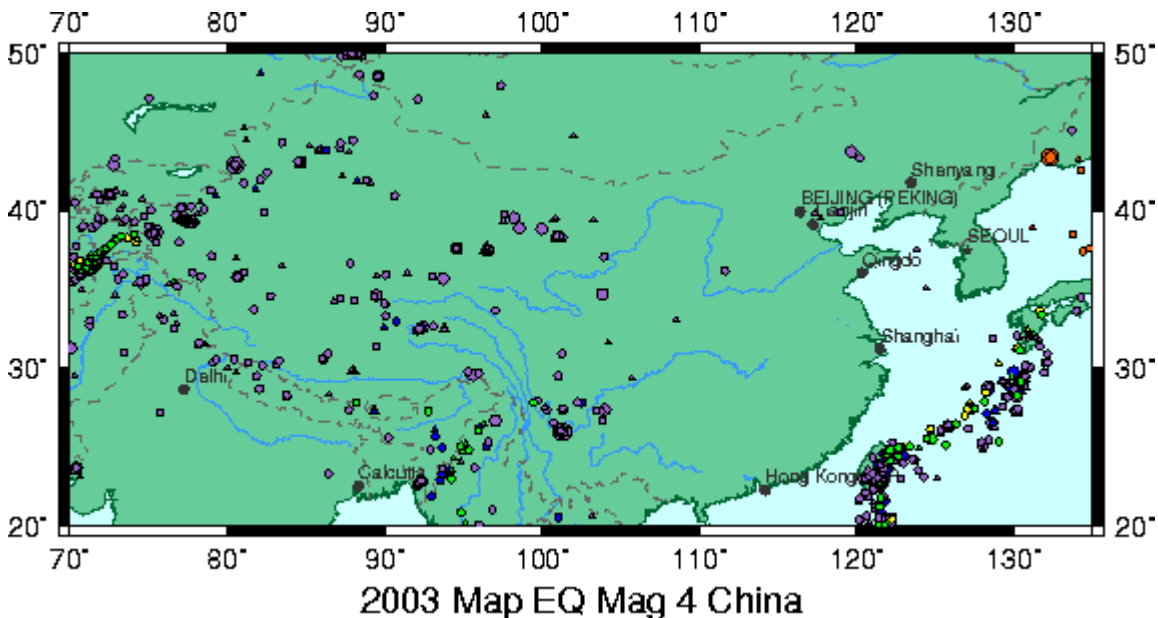 70° 80° 90° 100° 110° 120° 130°
50° 50°
Shenyang
BEIJING (PEKING)
Tianjin
40° 40°
SEOUL
Qingdo
Shanghai
30° 30°
Delhi
Calcutta
Hong Kong
20° 20°
70° 80° 90° 100° 110° 120° 130°
2003 Map EQ Mag 4 China